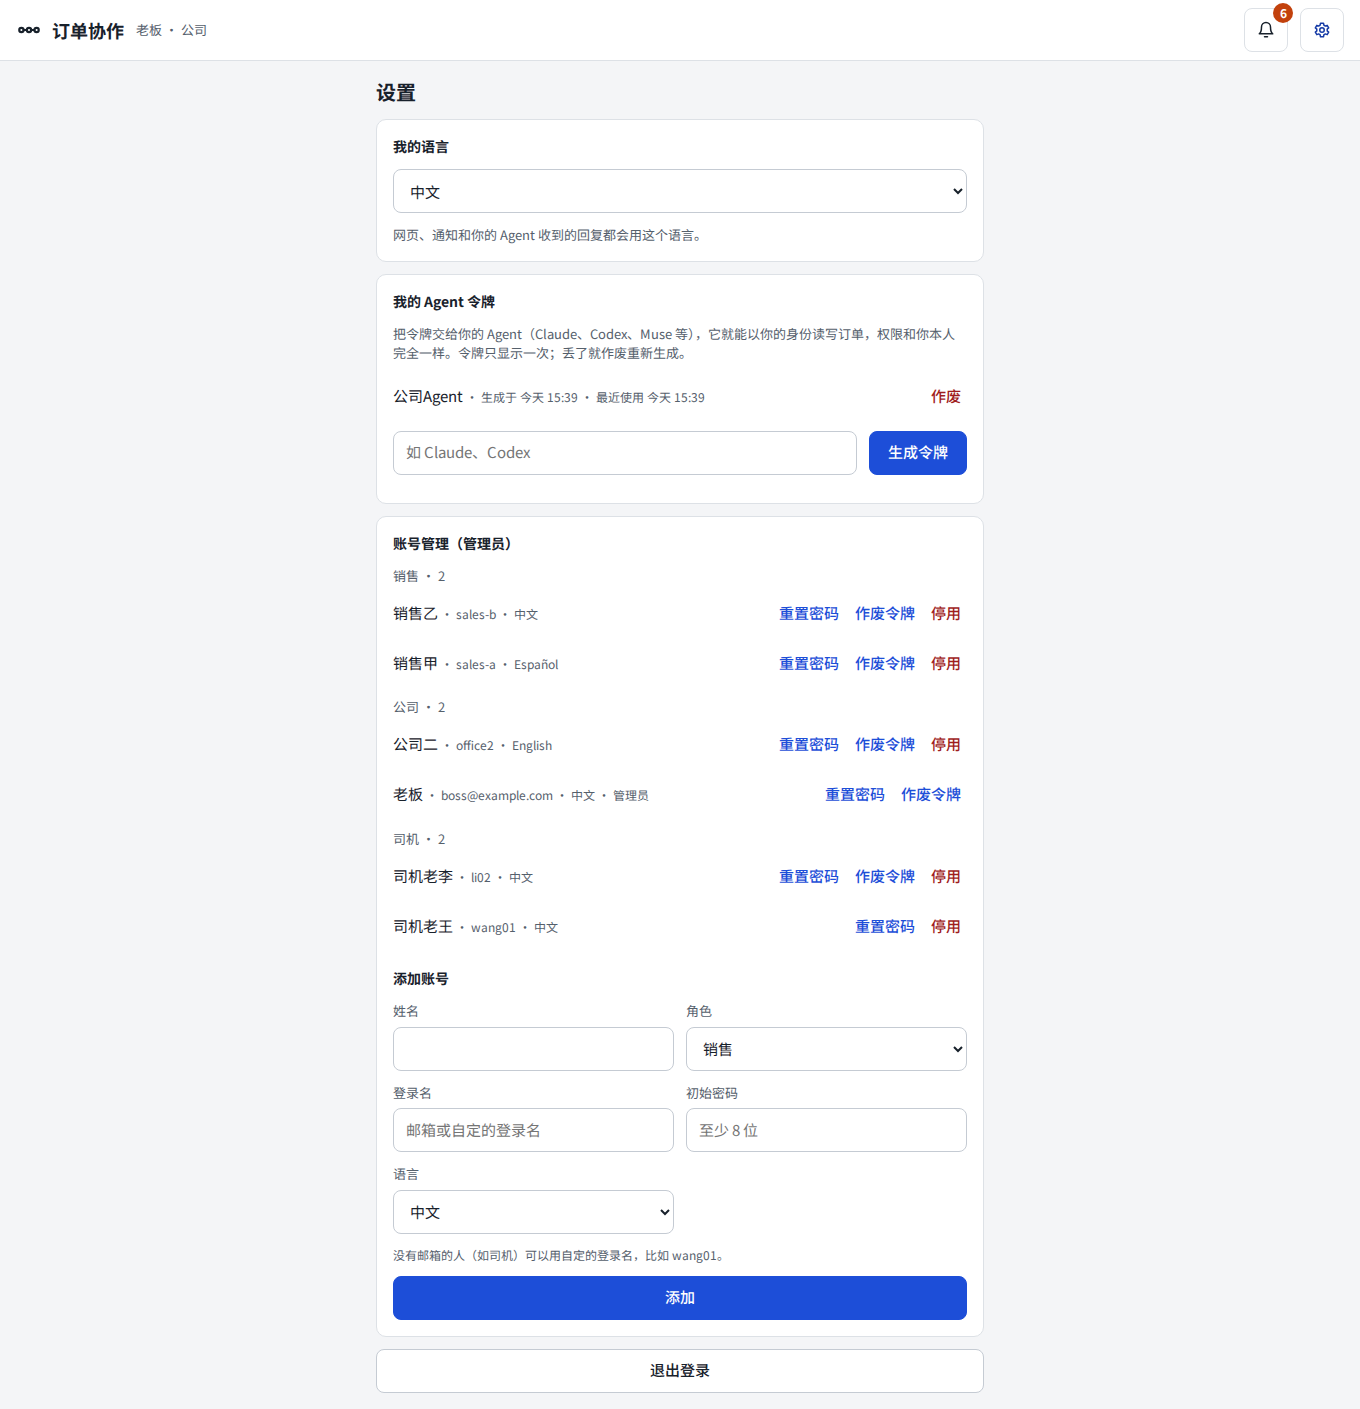 订单协作 老板 · 公司 6
设置
我的语言
中文
网页、通知和你的 Agent 收到的回复都会用这个语言。
我的 Agent 令牌
把令牌交给你的 Agent（Claude、Codex、Muse 等），它就能以你的身份读写订单，权限和你本人
完全一样。令牌只显示一次；丢了就作废重新生成。
公司Agent · 生成于 今天 15:39 · 最近使用 今天 15:39 作废
如 Claude、Codex 生成令牌
账号管理（管理员）
销售 · 2
销售乙 · sales-b · 中文 重置密码 作废令牌 停用
销售甲 · sales-a · Español 重置密码 作废令牌 停用
公司 · 2
公司二 · office2 · English 重置密码 作废令牌 停用
老板 · boss@example.com · 中文 · 管理员 重置密码 作废令牌
司机 · 2
司机老李 · li02 · 中文 重置密码 作废令牌 停用
司机老王 · wang01 · 中文 重置密码 停用
添加账号
姓名 角色
销售
登录名 初始密码
邮箱或自定的登录名 至少 8 位
语言
中文
没有邮箱的人（如司机）可以用自定的登录名，比如 wang01。
添加
退出登录